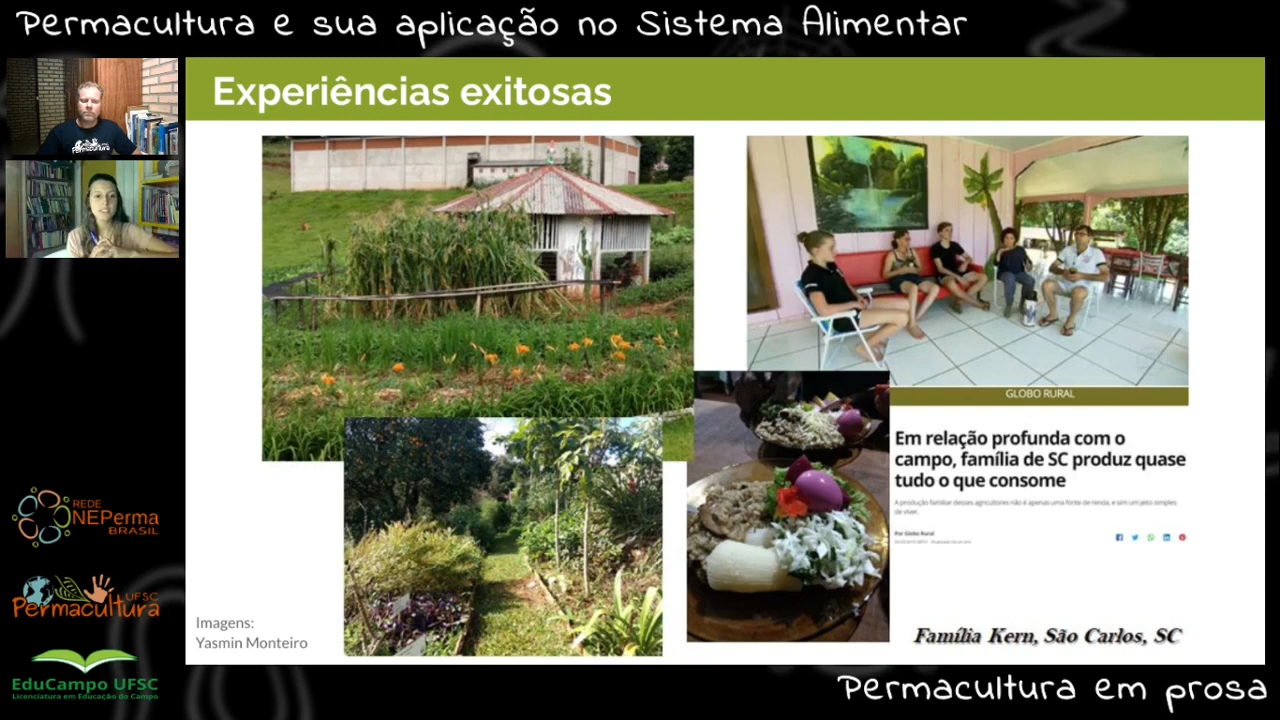 Permacultura e sua aplicação no Sistema Alimentar
Experiências exitosas
Permacultura
GLOBO RURAL
Em relação profunda com o
campo, família de SC produz quase
tudo o que consome
A produção familiar desses agricultores não é apenas uma fonte de renda, e sim um jeito simples
de viver.
Por Globo Rural
REDE
NEPerma
BRASIL
UFSC
Permacultura
EduCampo UFSC
Licenciatura em Educação do Campo
Imagens:
Yasmin Monteiro
Família Kern, São Carlos, SC
Permacultura em prosa